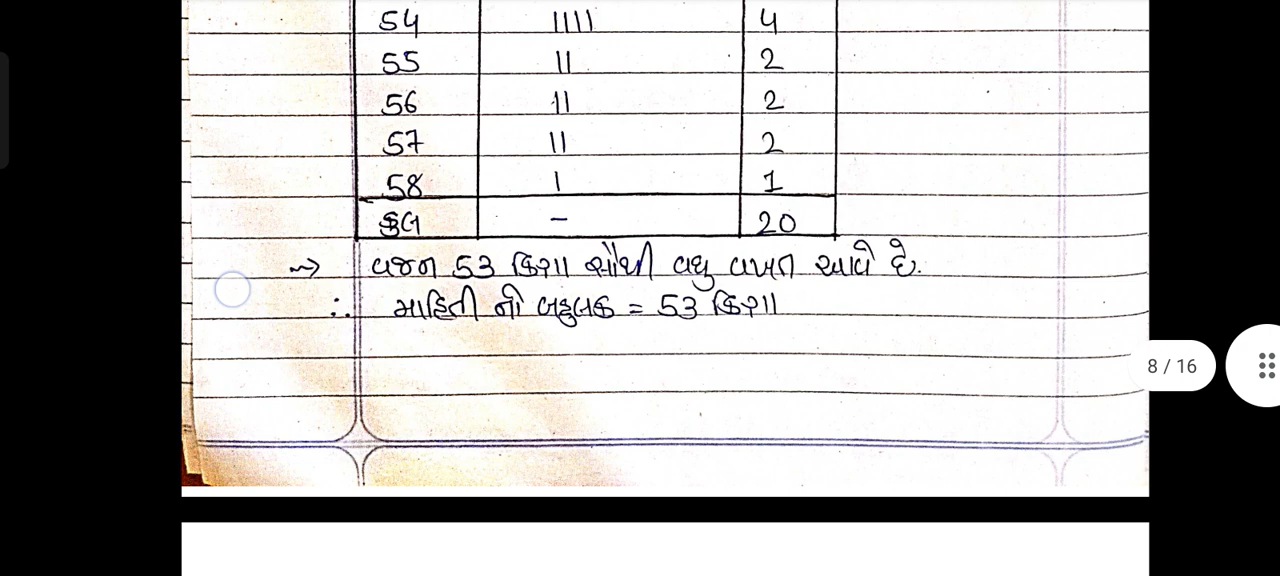 54 |||| 4
55 || 2
56 || 2
57 || 2
58 | 1
કુલ - 20
~> વજન 53 કિગ્રા સૌથી વધુ વખત આવે છે.
∴ માહિતી નો બહુલક = 53 કિગ્રા
8 / 16